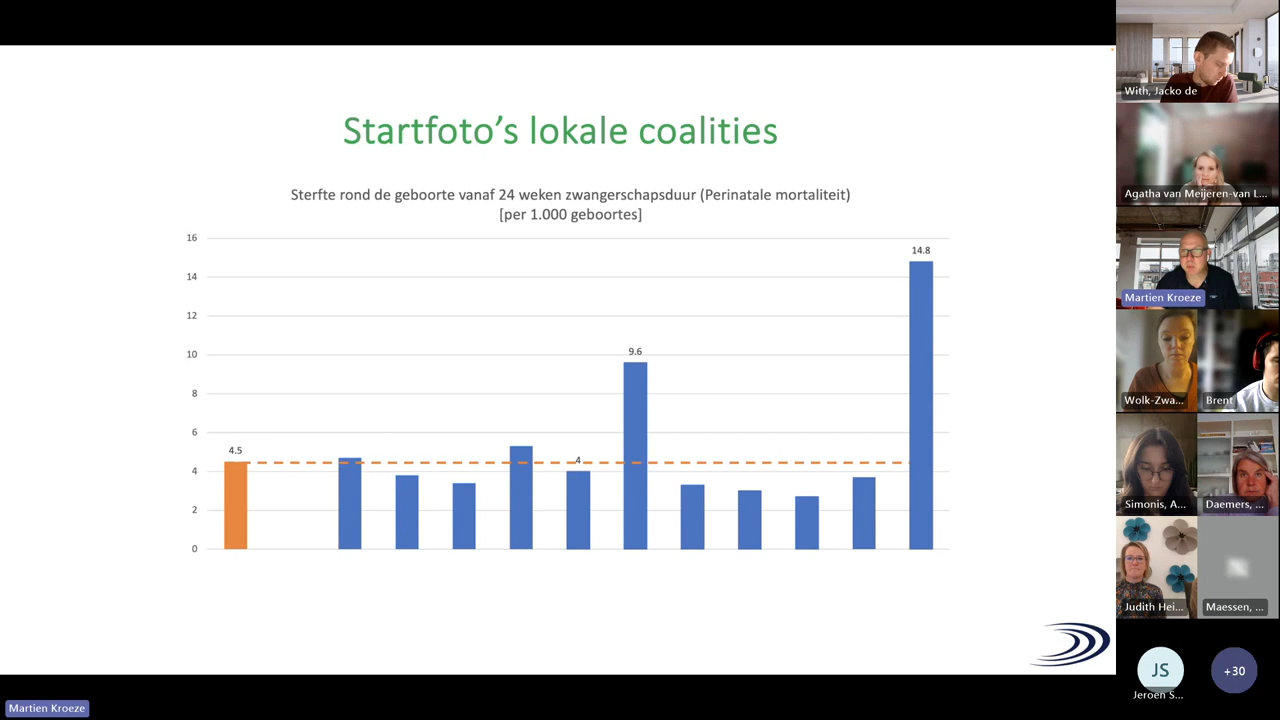 Startfoto's lokale coalities
Sterfte rond de geboorte vanaf 24 weken zwangerschapsduur (Perinatale mortaliteit)
[per 1.000 geboortes]
16
14
12
10
8
6
4
2
0
4.5
4
9.6
14.8
With, Jacko de
Agatha van Meijeren-van L...
Martien Kroeze
Wolk-Zwa...
Brent
Simonis, A...
Daemers, ...
Judith Hei...
Maessen, ...
JS
Jeroen S...
+30
Martien Kroeze